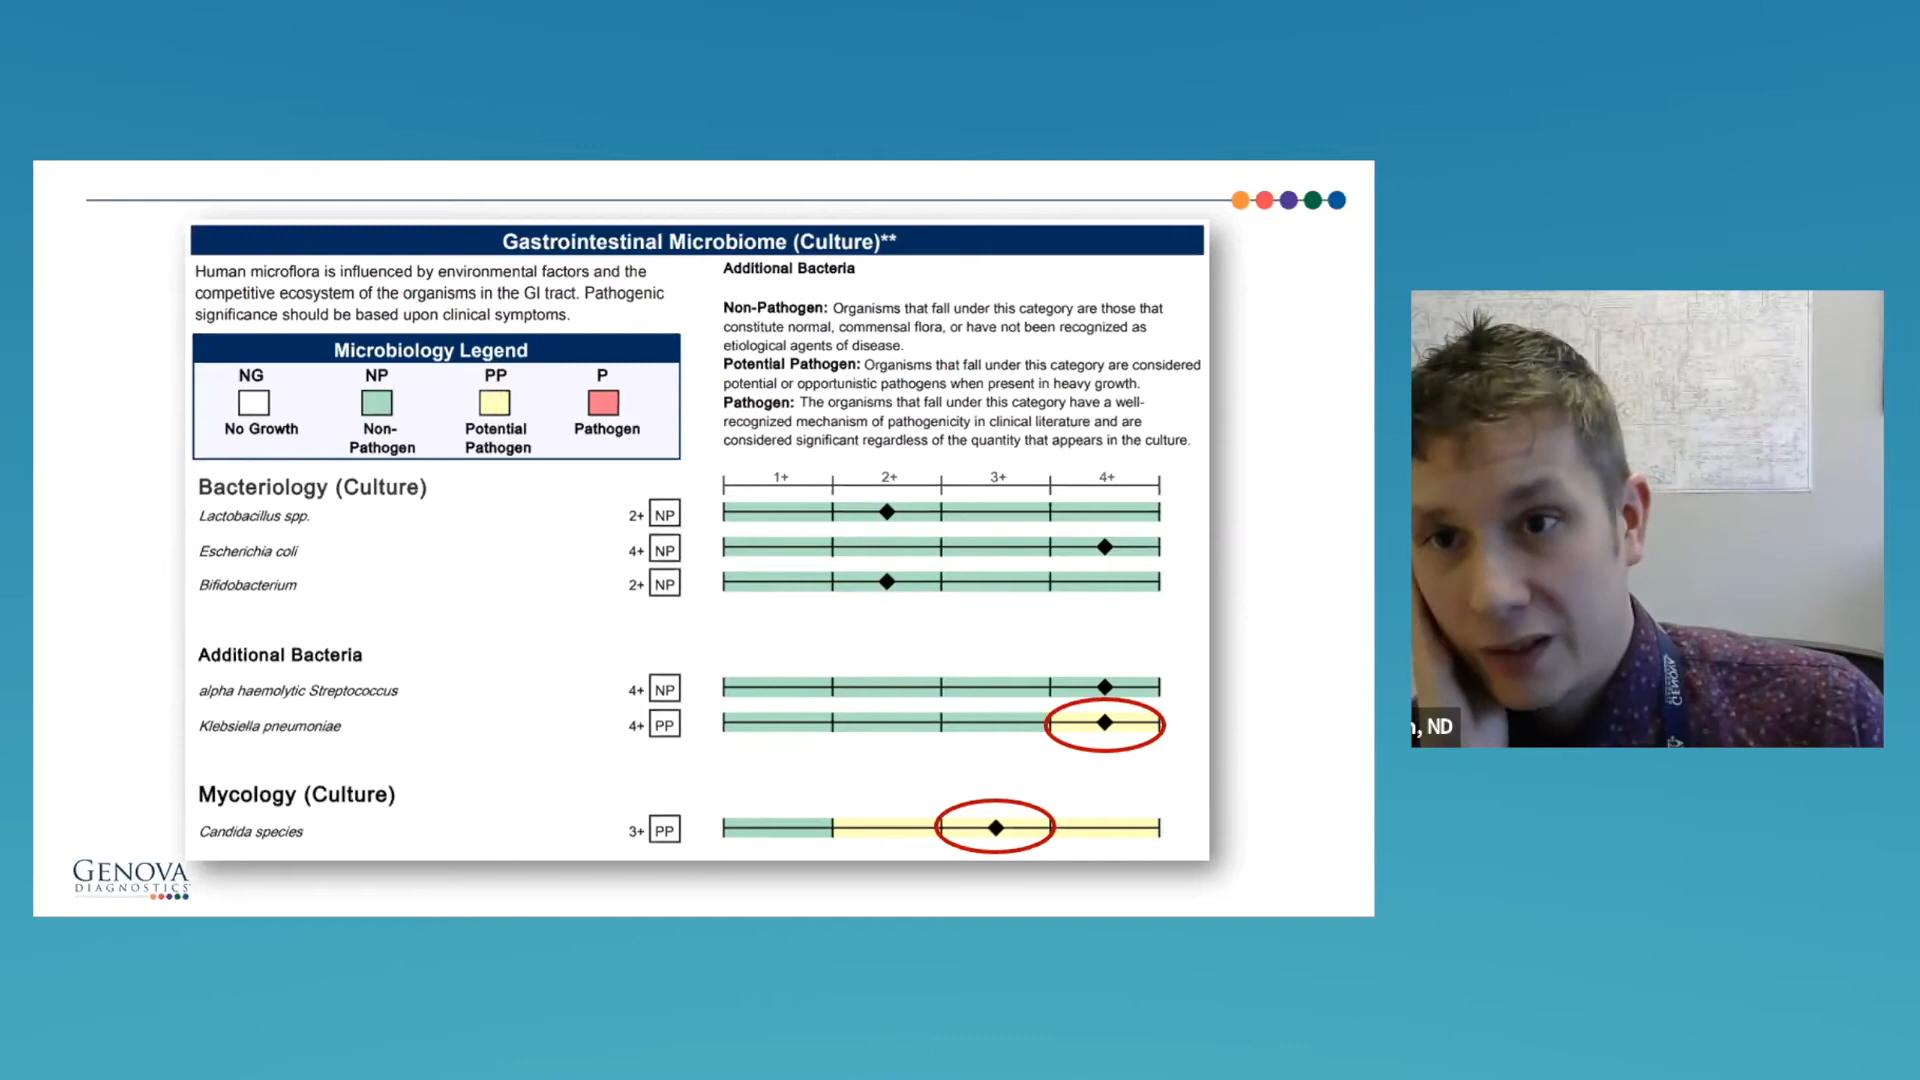 Gastrointestinal Microbiome (Culture)**
Human microflora is influenced by environmental factors and the
competitive ecosystem of the organisms in the GI tract. Pathogenic
significance should be based upon clinical symptoms.
Microbiology Legend
NG NP PP P
No Growth Non-Pathogen Potential Pathogen Pathogen
Additional Bacteria
Non-Pathogen: Organisms that fall under this category are those that
constitute normal, commensal flora, or have not been recognized as
etiological agents of disease.
Potential Pathogen: Organisms that fall under this category are considered
potential or opportunistic pathogens when present in heavy growth.
Pathogen: The organisms that fall under this category have a well-
recognized mechanism of pathogenicity in clinical literature and are
considered significant regardless of the quantity that appears in the culture.
1+ 2+ 3+ 4+
Bacteriology (Culture)
Lactobacillus spp. 2+ NP
Escherichia coli 4+ NP
Bifidobacterium 2+ NP
Additional Bacteria
alpha haemolytic Streptococcus 4+ NP
Klebsiella pneumoniae 4+ PP
Mycology (Culture)
Candida species 3+ PP
GENOVA
DIAGNOSTICS
, ND